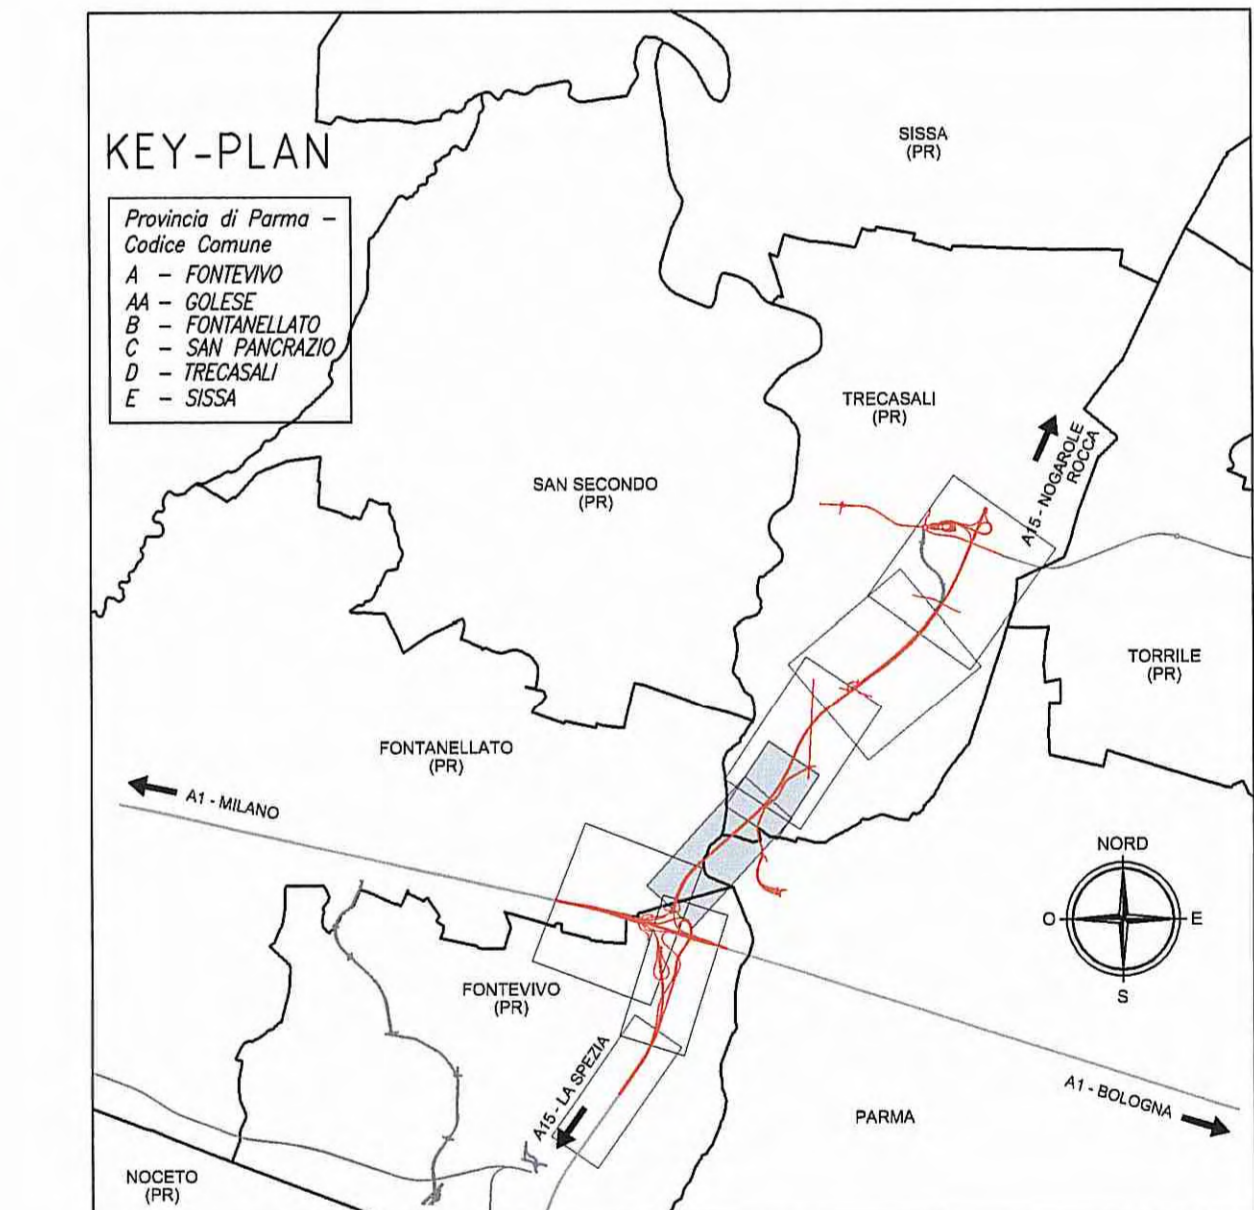 KEY-PLAN
Provincia di Parma –
Codice Comune
A – FONTEVIVO
AA – GOLESE
B – FONTANELLATO
C – SAN PANCRAZIO
D – TRECASALI
E – SISSA
SISSA
(PR)
TRECASALI
(PR)
A15 - NOGAROLE
ROCCA
SAN SECONDO
(PR)
TORRILE
(PR)
FONTANELLATO
(PR)
A1 - MILANO
NORD
O
E
S
FONTEVIVO
(PR)
A15 - LA SPEZIA
A1 - BOLOGNA
PARMA
NOCETO
(PR)